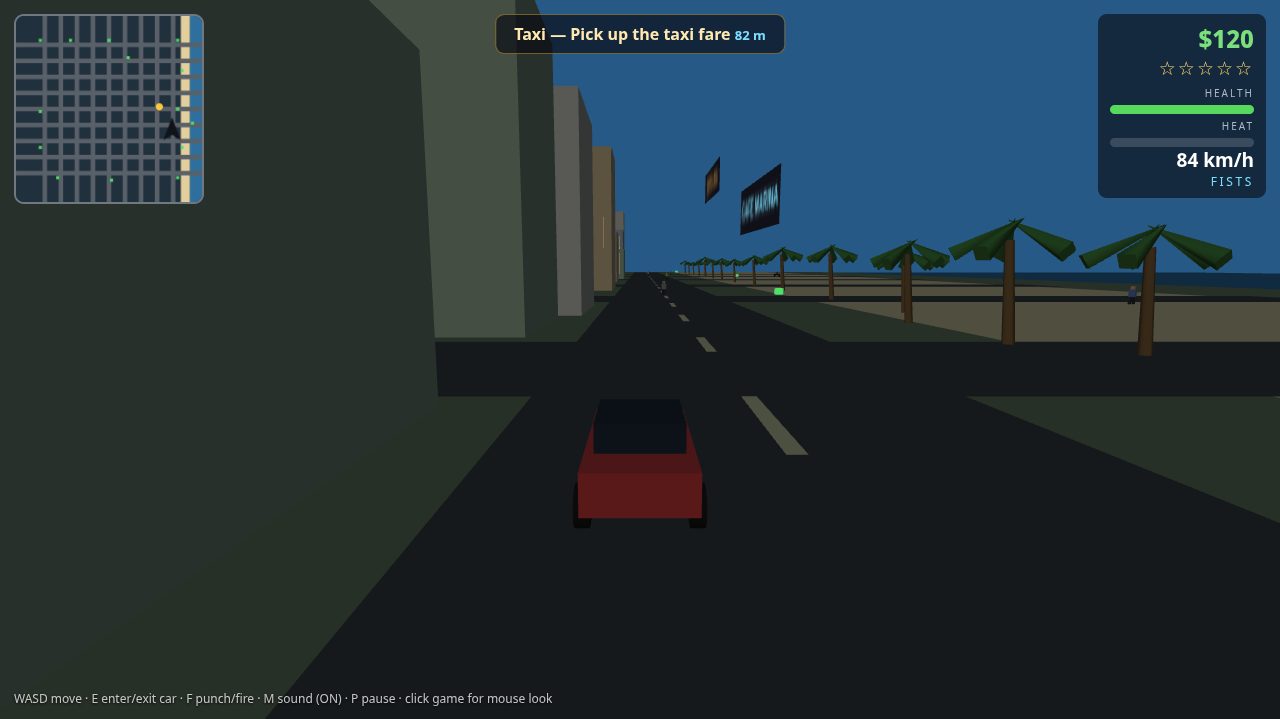 Taxi — Pick up the taxi fare 82 m
$120
☆☆☆☆☆
HEALTH
HEAT
84 km/h
FISTS
MARINA
WASD move · E enter/exit car · F punch/fire · M sound (ON) · P pause · click game for mouse look